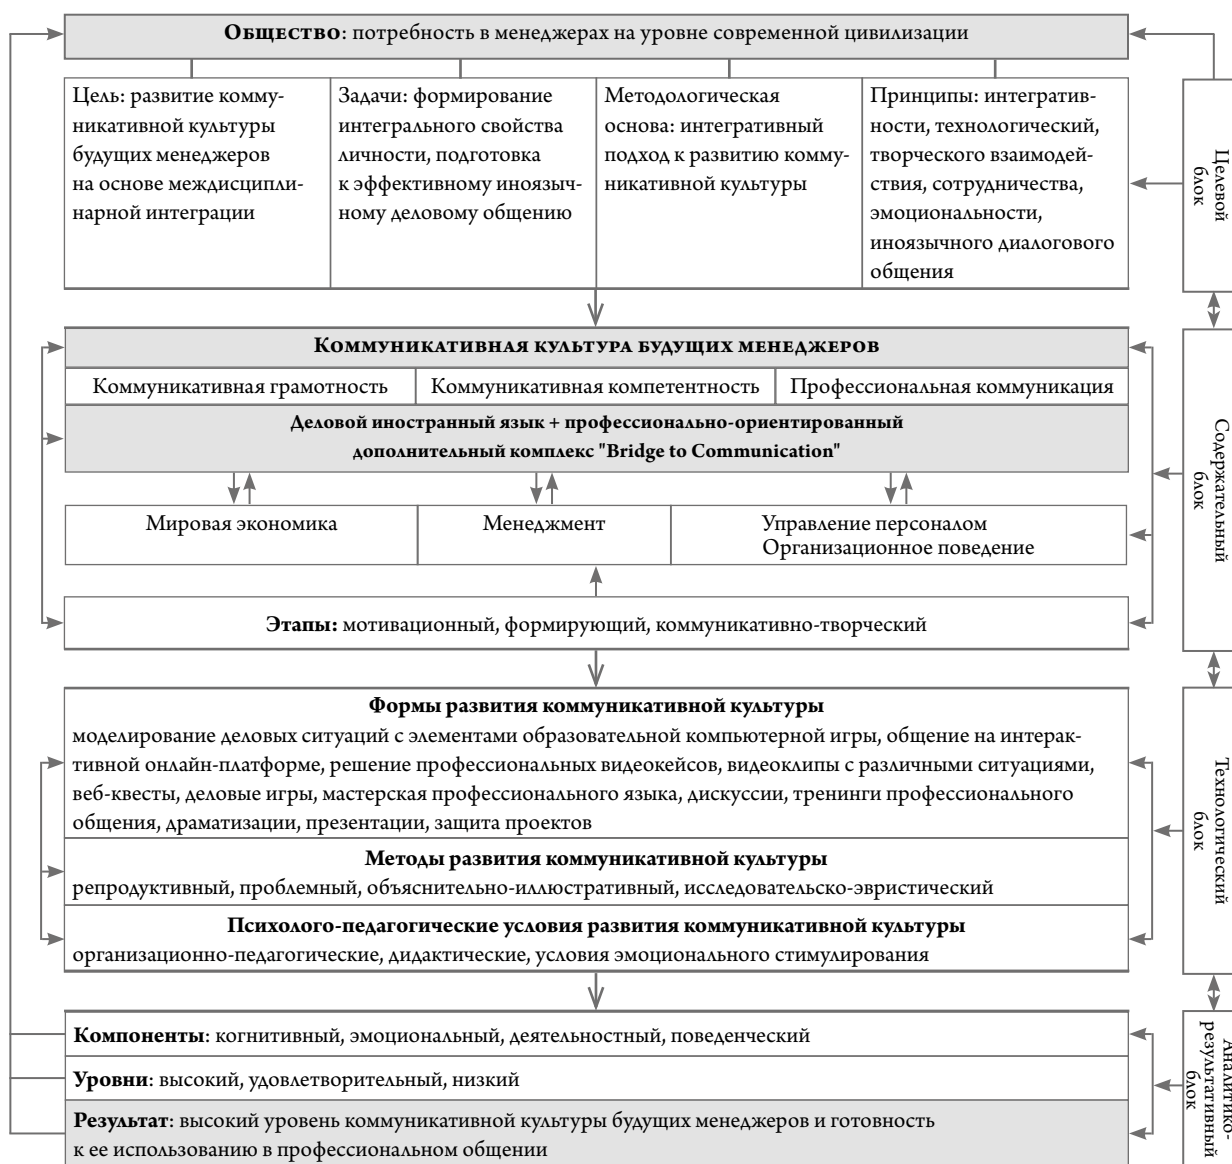 Общество: потребность в менеджерах на уровне современной цивилизации
Цель: развитие комму-
никативной культуры
будущих менеджеров
на основе междисципли-
нарной интеграции
Задачи: формирование
интегрального свойства
личности, подготовка
к эффективному иноязыч-
ному деловому общению
Методологическая
основа: интегративный
подход к развитию комму-
никативной культуры
Принципы: интегратив-
ности, технологический,
творческого взаимодей-
ствия, сотрудничества,
эмоциональности,
иноязычного диалогового
общения
Целевой
блок
Коммуникативная культура будущих менеджеров
Коммуникативная грамотность
Коммуникативная компетентность
Профессиональная коммуникация
Деловой иностранный язык + профессионально-ориентированный
дополнительный комплекс "Bridge to Communication"
Мировая экономика
Менеджмент
Управление персоналом
Организационное поведение
Этапы: мотивационный, формирующий, коммуникативно-творческий
Содержательный
блок
Формы развития коммуникативной культуры
моделирование деловых ситуаций с элементами образовательной компьютерной игры, общение на интерак-
тивной онлайн-платформе, решение профессиональных видеокейсов, видеоклипы с различными ситуациями,
веб-квесты, деловые игры, мастерская профессионального языка, дискуссии, тренинги профессионального
общения, драматизации, презентации, защита проектов
Методы развития коммуникативной культуры
репродуктивный, проблемный, объяснительно-иллюстративный, исследовательско-эвристический
Психолого-педагогические условия развития коммуникативной культуры
организационно-педагогические, дидактические, условия эмоционального стимулирования
Технологический
блок
Компоненты: когнитивный, эмоциональный, деятельностный, поведенческий
Уровни: высокий, удовлетворительный, низкий
Результат: высокий уровень коммуникативной культуры будущих менеджеров и готовность
к ее использованию в профессиональном общении
Аналитико-
результативный
блок